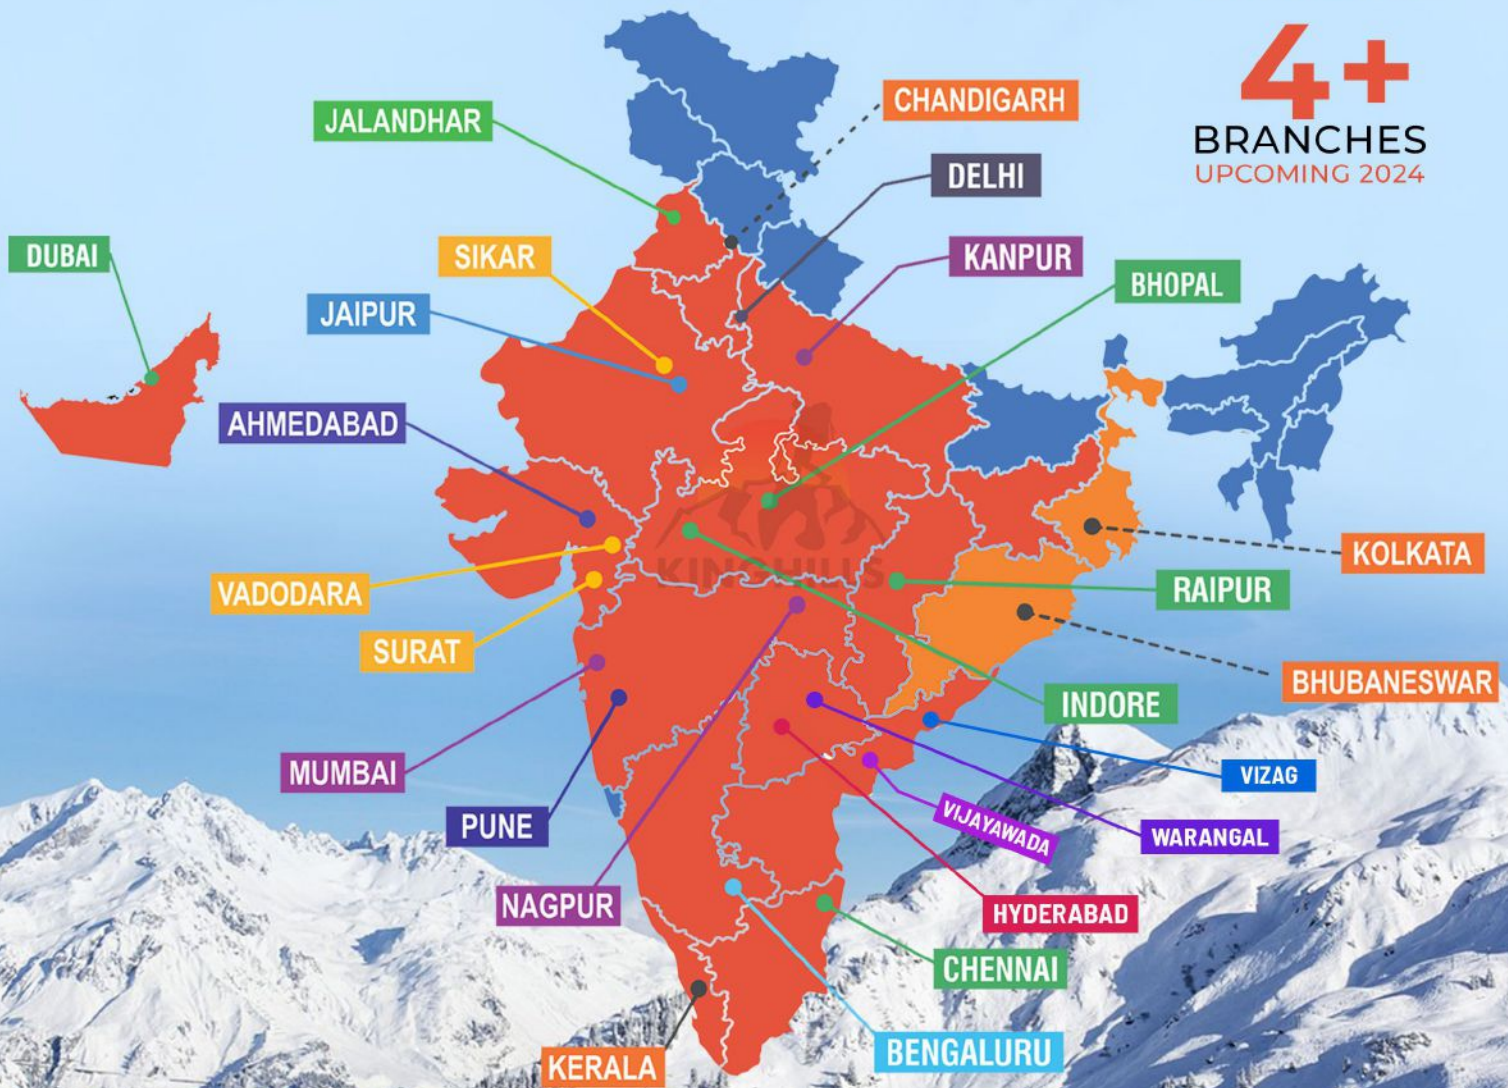 4+
BRANCHES
UPCOMING 2024
CHANDIGARH
JALANDHAR
DELHI
DUBAI
SIKAR
KANPUR
BHOPAL
JAIPUR
AHMEDABAD
KOLKATA
KINGHILLS
VADODARA
RAIPUR
SURAT
BHUBANESWAR
INDORE
MUMBAI
VIZAG
PUNE
VIJAYAWADA
WARANGAL
NAGPUR
HYDERABAD
CHENNAI
BENGALURU
KERALA